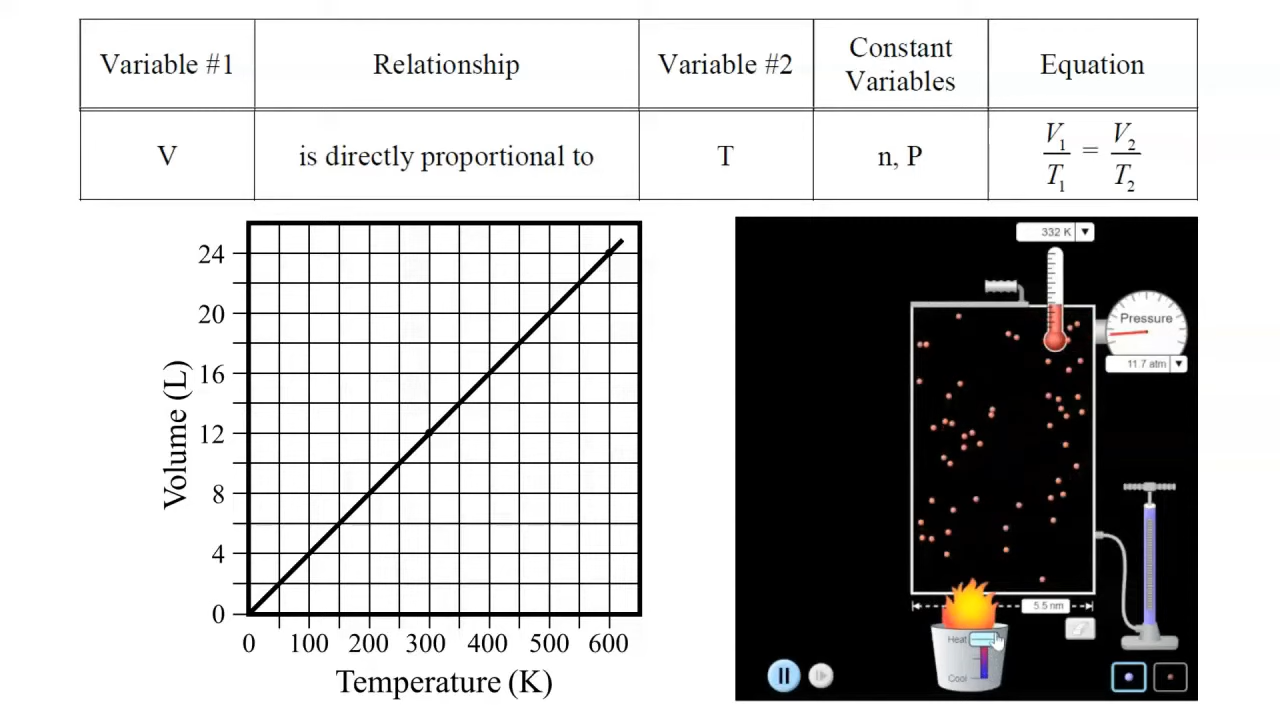 Variable #1 Relationship Variable #2 Constant Variables Equation
V is directly proportional to T n, P V₁/T₁ = V₂/T₂
Volume (L)
24
20
16
12
8
4
0
0 100 200 300 400 500 600
Temperature (K)
332 K
Pressure
11.7 atm
5.5 nm
Heat
Cool